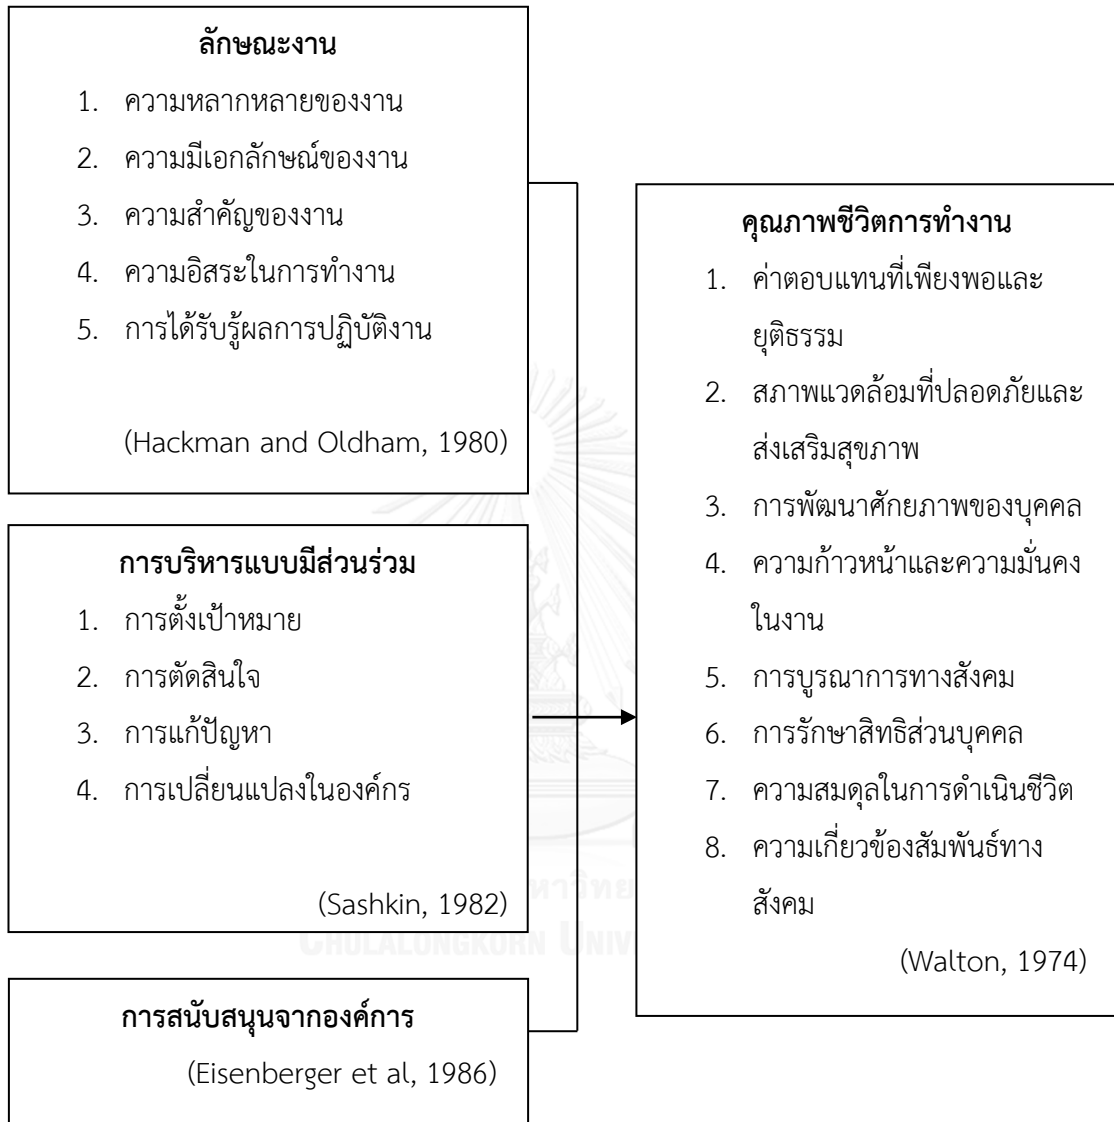 ลักษณะงาน
1. ความหลากหลายของงาน
2. ความมีเอกลักษณ์ของงาน
3. ความสำคัญของงาน
4. ความอิสระในการทำงาน
5. การได้รับรู้ผลการปฏิบัติงาน
(Hackman and Oldham, 1980)
การบริหารแบบมีส่วนร่วม
1. การตั้งเป้าหมาย
2. การตัดสินใจ
3. การแก้ปัญหา
4. การเปลี่ยนแปลงในองค์กร
(Sashkin, 1982)
การสนับสนุนจากองค์การ
(Eisenberger et al, 1986)
คุณภาพชีวิตการทำงาน
1. ค่าตอบแทนที่เพียงพอและ
ยุติธรรม
2. สภาพแวดล้อมที่ปลอดภัยและ
ส่งเสริมสุขภาพ
3. การพัฒนาศักยภาพของบุคคล
4. ความก้าวหน้าและความมั่นคง
ในงาน
5. การบูรณาการทางสังคม
6. การรักษาสิทธิส่วนบุคคล
7. ความสมดุลในการดำเนินชีวิต
8. ความเกี่ยวข้องสัมพันธ์ทาง
สังคม
(Walton, 1974)
CHULALONGKORN